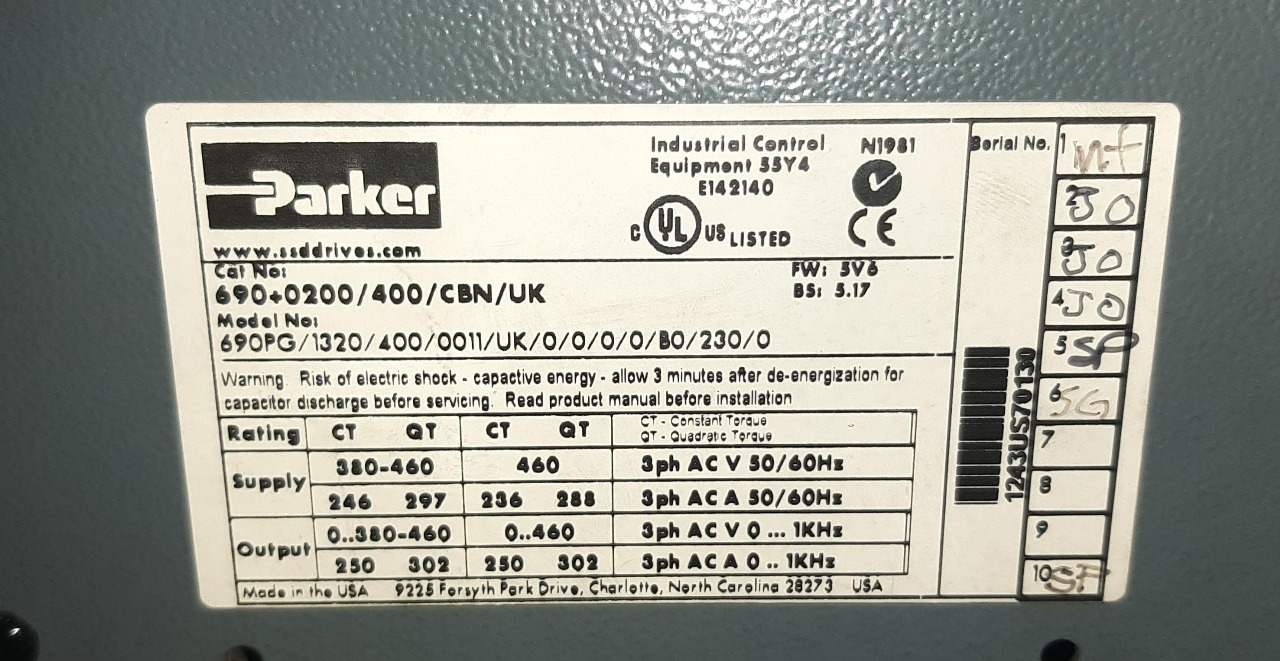 Parker
www.ssddrives.com
Industrial Control
Equipment 35Y4
E142140
N1981
C UL US LISTED
CE
Cat No:
690+0200/400/CBN/UK
FW: 5V6
BS: 5.17
Model No:
690PG/1320/400/0011/UK/0/0/0/0/B0/230/0
Warning. Risk of electric shock - capactive energy - allow 3 minutes after de-energization for
capacitor discharge before servicing. Read product manual before installation
Rating CT QT CT QT CT - Constant Torque
QT - Quadratic Torque
Supply 380-460 460 3ph AC V 50/60Hz
246 297 236 288 3ph AC A 50/60Hz
Output 0..380-460 0..460 3ph AC V 0 ... 1KHz
250 302 250 302 3ph AC A 0 .. 1KHz
Made in the USA 9225 Forsyth Park Drive, Charlotte, North Carolina 28273 USA
Serial No.
1243US70130
1
2 JO
3 JO
4 JO
5 SP
6 SG
7
8
9
10 SP